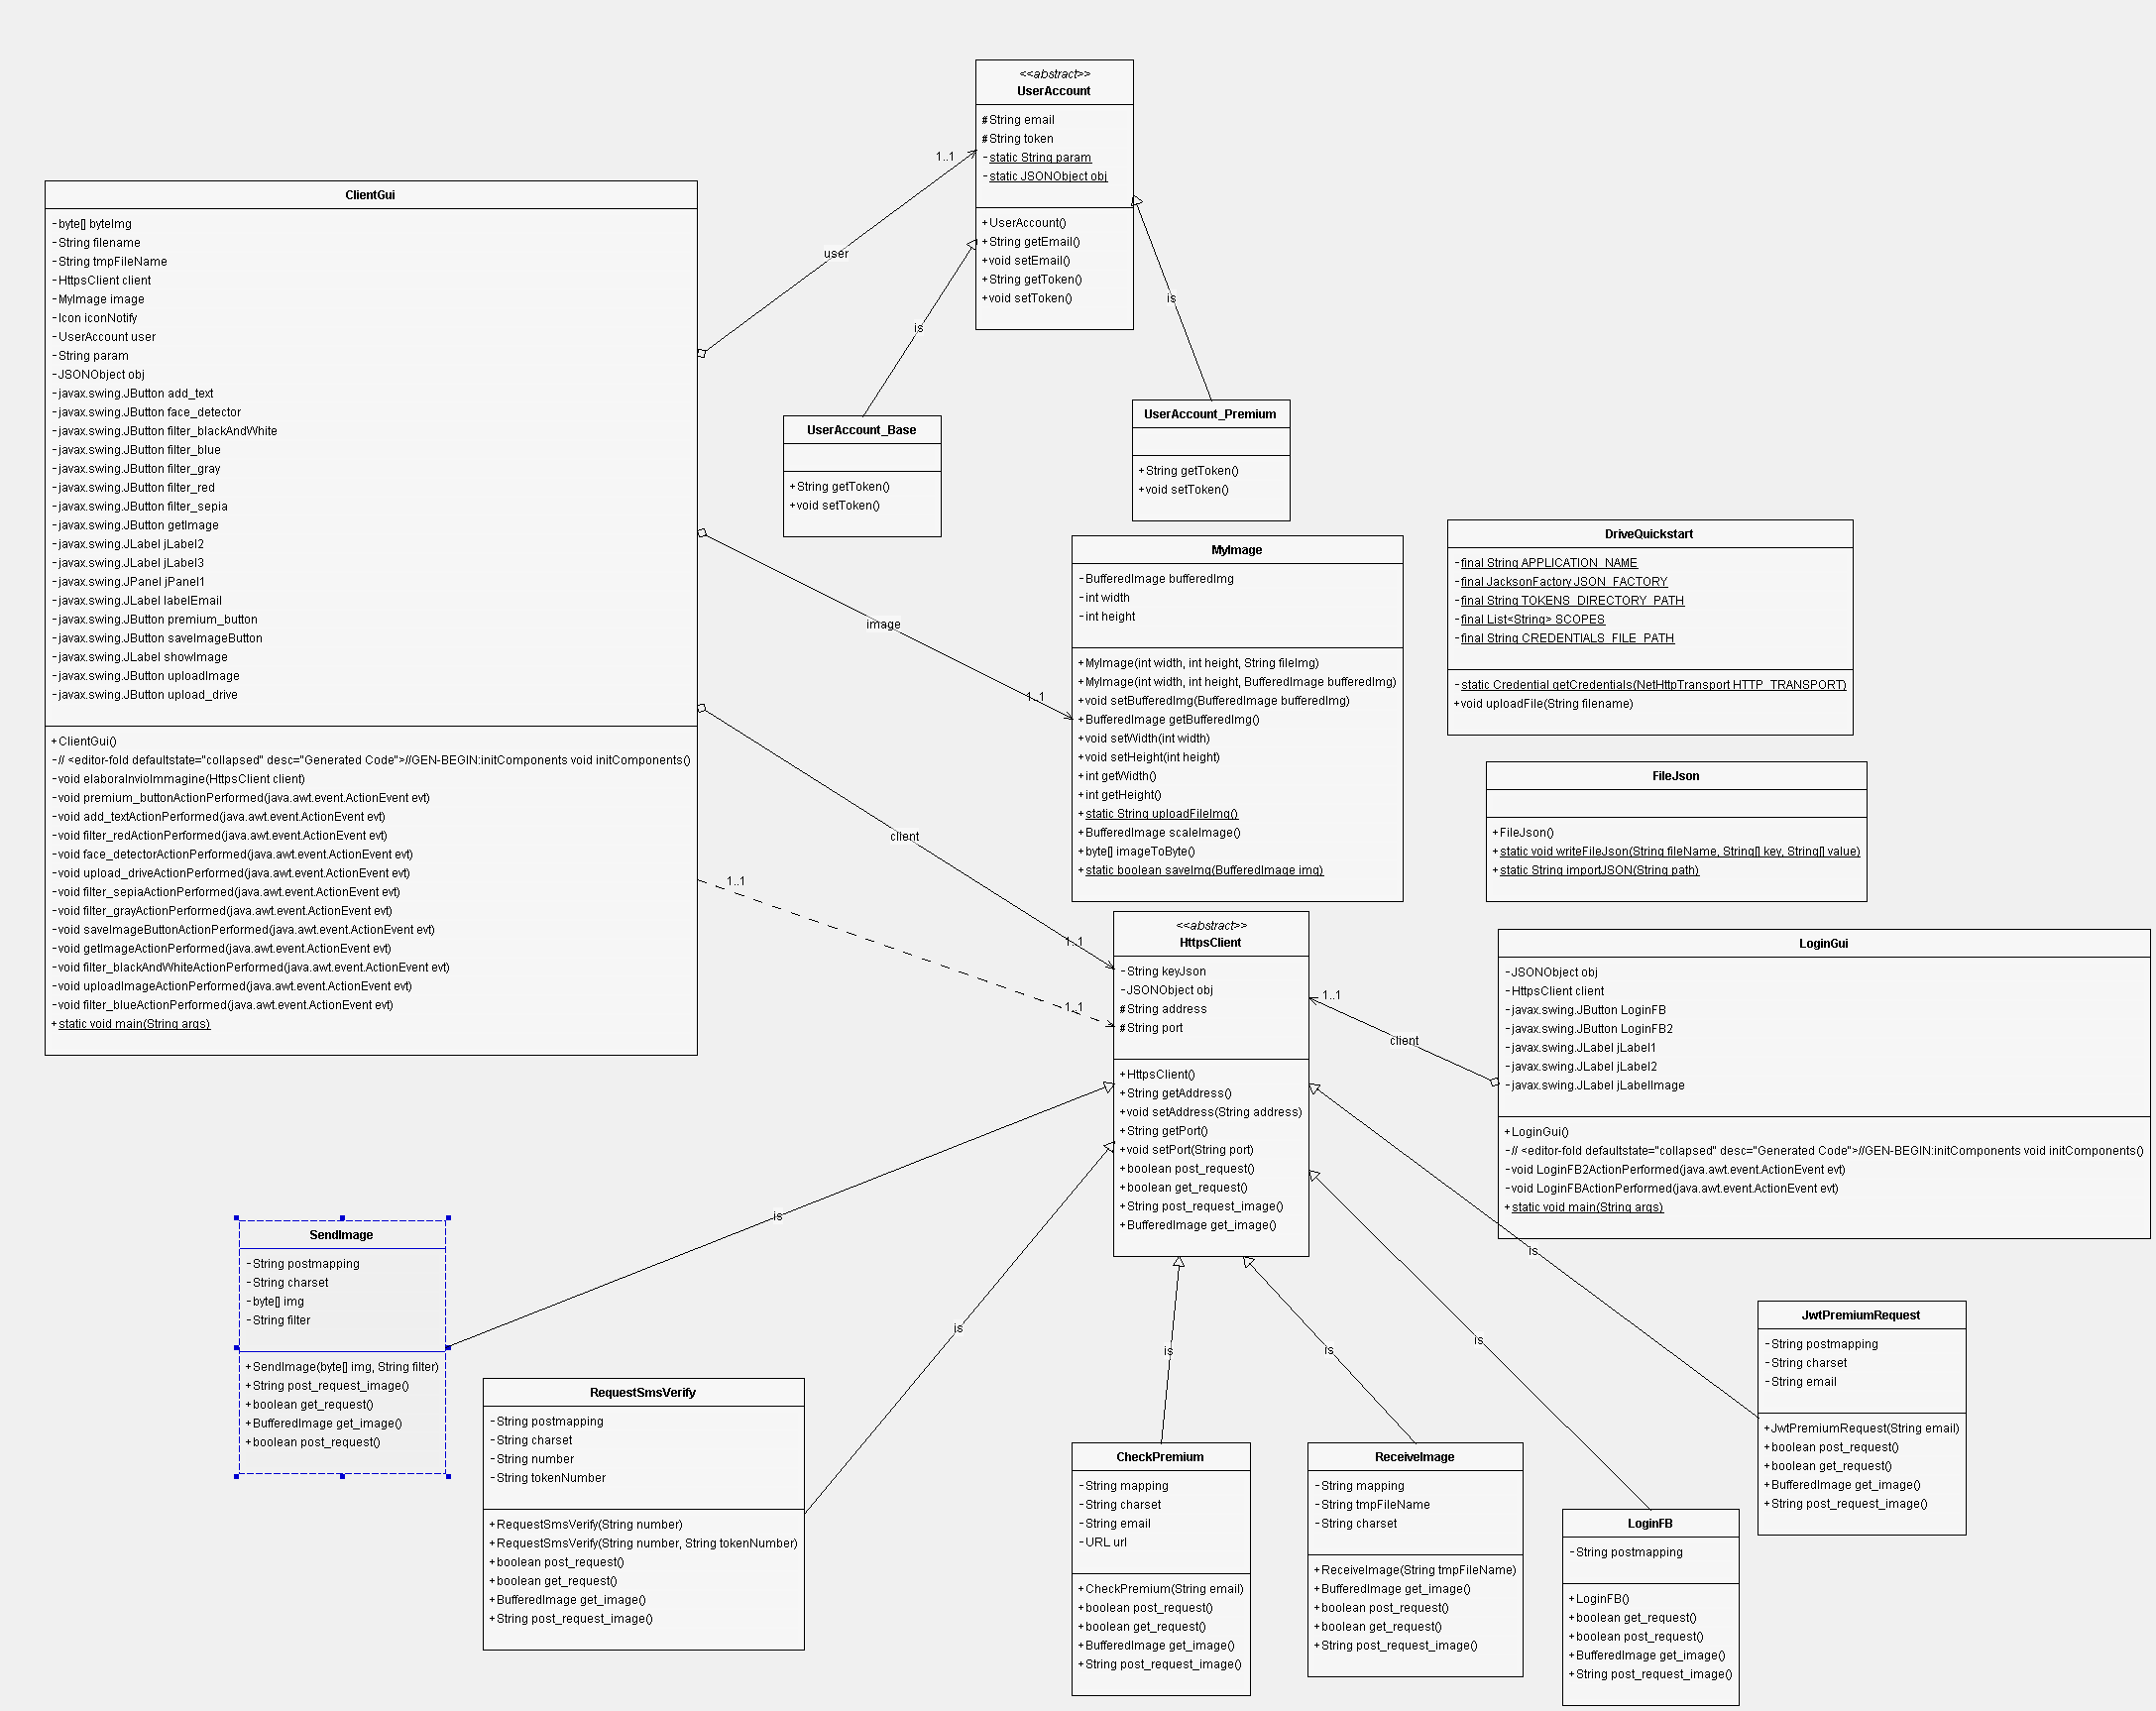 <<abstract>>
UserAccount
#String email
#String token
-static String param
-static JSONObject obj
+UserAccount()
+String getEmail()
+void setEmail()
+String getToken()
+void setToken()
1..1
user
is
is
ClientGui
-byte[] byteImg
-String filename
-String tmpFileName
-HttpsClient client
-MyImage image
-Icon iconNotify
-UserAccount user
-String param
-JSONObject obj
-javax.swing.JButton add_text
-javax.swing.JButton face_detector
-javax.swing.JButton filter_blackAndWhite
-javax.swing.JButton filter_blue
-javax.swing.JButton filter_gray
-javax.swing.JButton filter_red
-javax.swing.JButton filter_sepia
-javax.swing.JButton getImage
-javax.swing.JLabel jLabel2
-javax.swing.JLabel jLabel3
-javax.swing.JPanel jPanel1
-javax.swing.JLabel labelEmail
-javax.swing.JButton premium_button
-javax.swing.JButton saveImageButton
-javax.swing.JLabel showImage
-javax.swing.JButton uploadImage
-javax.swing.JButton upload_drive
+ClientGui()
-// <editor-fold defaultstate="collapsed" desc="Generated Code">//GEN-BEGIN:initComponents void initComponents()
-void elaboraInvioImmagine(HttpsClient client)
-void premium_buttonActionPerformed(java.awt.event.ActionEvent evt)
-void add_textActionPerformed(java.awt.event.ActionEvent evt)
-void filter_redActionPerformed(java.awt.event.ActionEvent evt)
-void face_detectorActionPerformed(java.awt.event.ActionEvent evt)
-void upload_driveActionPerformed(java.awt.event.ActionEvent evt)
-void filter_sepiaActionPerformed(java.awt.event.ActionEvent evt)
-void filter_grayActionPerformed(java.awt.event.ActionEvent evt)
-void saveImageButtonActionPerformed(java.awt.event.ActionEvent evt)
-void getImageActionPerformed(java.awt.event.ActionEvent evt)
-void filter_blackAndWhiteActionPerformed(java.awt.event.ActionEvent evt)
-void uploadImageActionPerformed(java.awt.event.ActionEvent evt)
-void filter_blueActionPerformed(java.awt.event.ActionEvent evt)
+static void main(String args)
UserAccount_Base
+String getToken()
+void setToken()
UserAccount_Premium
+String getToken()
+void setToken()
image
1..1
MyImage
-BufferedImage bufferedImg
-int width
-int height
+MyImage(int width, int height, String fileImg)
+MyImage(int width, int height, BufferedImage bufferedImg)
+void setBufferedImg(BufferedImage bufferedImg)
+BufferedImage getBufferedImg()
+void setWidth(int width)
+void setHeight(int height)
+int getWidth()
+int getHeight()
+static String uploadFileImg()
+BufferedImage scaleImage()
+byte[] imageToByte()
+static boolean saveImg(BufferedImage img)
DriveQuickstart
-final String APPLICATION_NAME
-final JacksonFactory JSON_FACTORY
-final String TOKENS_DIRECTORY_PATH
-final List<String> SCOPES
-final String CREDENTIALS_FILE_PATH
-static Credential getCredentials(NetHttpTransport HTTP_TRANSPORT)
+void uploadFile(String filename)
FileJson
+FileJson()
+static void writeFileJson(String fileName, String[] key, String[] value)
+static String importJSON(String path)
client
1..1
1..1
1..1
<<abstract>>
HttpsClient
-String keyJson
-JSONObject obj
#String address
#String port
+HttpsClient()
+String getAddress()
+void setAddress(String address)
+String getPort()
+void setPort(String port)
+boolean post_request()
+boolean get_request()
+String post_request_image()
+BufferedImage get_image()
1..1
client
LoginGui
-JSONObject obj
-HttpsClient client
-javax.swing.JButton LoginFB
-javax.swing.JButton LoginFB2
-javax.swing.JLabel jLabel1
-javax.swing.JLabel jLabel2
-javax.swing.JLabel jLabelImage
+LoginGui()
-// <editor-fold defaultstate="collapsed" desc="Generated Code">//GEN-BEGIN:initComponents void initComponents()
-void LoginFB2ActionPerformed(java.awt.event.ActionEvent evt)
-void LoginFBActionPerformed(java.awt.event.ActionEvent evt)
+static void main(String args)
is
is
is
is
is
is
SendImage
-String postmapping
-String charset
-byte[] img
-String filter
+SendImage(byte[] img, String filter)
+String post_request_image()
+boolean get_request()
+BufferedImage get_image()
+boolean post_request()
RequestSmsVerify
-String postmapping
-String charset
-String number
-String tokenNumber
+RequestSmsVerify(String number)
+RequestSmsVerify(String number, String tokenNumber)
+boolean post_request()
+boolean get_request()
+BufferedImage get_image()
+String post_request_image()
CheckPremium
-String mapping
-String charset
-String email
-URL url
+CheckPremium(String email)
+boolean post_request()
+boolean get_request()
+BufferedImage get_image()
+String post_request_image()
ReceiveImage
-String mapping
-String tmpFileName
-String charset
+ReceiveImage(String tmpFileName)
+BufferedImage get_image()
+boolean post_request()
+boolean get_request()
+String post_request_image()
LoginFB
-String postmapping
+LoginFB()
+boolean get_request()
+boolean post_request()
+BufferedImage get_image()
+String post_request_image()
JwtPremiumRequest
-String postmapping
-String charset
-String email
+JwtPremiumRequest(String email)
+boolean post_request()
+boolean get_request()
+BufferedImage get_image()
+String post_request_image()